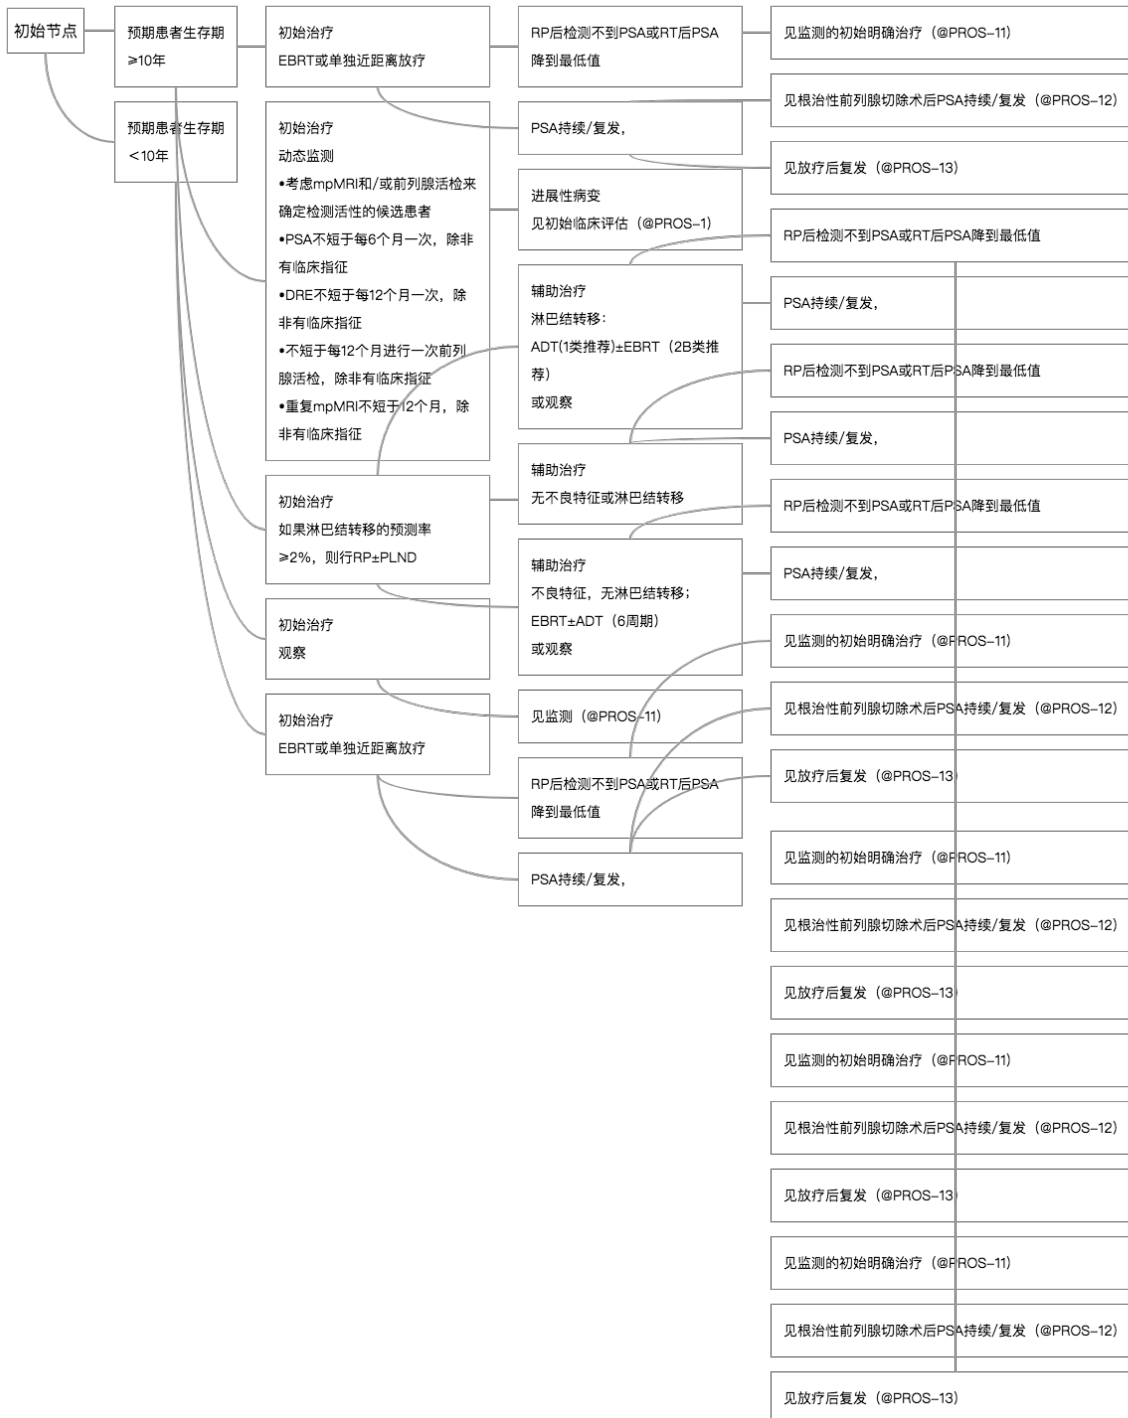 初始节点
预期患者生存期
≥10年
预期患者生存期
＜10年
初始治疗
EBRT或单独近距离放疗
初始治疗
动态监测
•考虑mpMRI和/或前列腺活检来
确定检测活性的候选患者
•PSA不短于每6个月一次，除非
有临床指征
•DRE不短于每12个月一次，除
非有临床指征
•不短于每12个月进行一次前列
腺活检，除非有临床指征
•重复mpMRI不短于12个月，除
非有临床指征
初始治疗
如果淋巴结转移的预测率
≥2%，则行RP±PLND
初始治疗
观察
初始治疗
EBRT或单独近距离放疗
RP后检测不到PSA或RT后PSA
降到最低值
PSA持续/复发，
进展性病变
见初始临床评估（@PROS-1）
辅助治疗
淋巴结转移：
ADT(1类推荐)±EBRT（2B类推
荐）
或观察
辅助治疗
无不良特征或淋巴结转移
辅助治疗
不良特征，无淋巴结转移；
EBRT±ADT（6周期）
或观察
见监测（@PROS-11）
RP后检测不到PSA或RT后PSA
降到最低值
PSA持续/复发，
见监测的初始明确治疗（@PROS-11）
见根治性前列腺切除术后PSA持续/复发（@PROS-12）
见放疗后复发（@PROS-13）
RP后检测不到PSA或RT后PSA降到最低值
PSA持续/复发，
RP后检测不到PSA或RT后PSA降到最低值
PSA持续/复发，
RP后检测不到PSA或RT后PSA降到最低值
PSA持续/复发，
见监测的初始明确治疗（@PROS-11）
见根治性前列腺切除术后PSA持续/复发（@PROS-12）
见放疗后复发（@PROS-13）
见监测的初始明确治疗（@PROS-11）
见根治性前列腺切除术后PSA持续/复发（@PROS-12）
见放疗后复发（@PROS-13）
见监测的初始明确治疗（@PROS-11）
见根治性前列腺切除术后PSA持续/复发（@PROS-12）
见放疗后复发（@PROS-13）
见监测的初始明确治疗（@PROS-11）
见根治性前列腺切除术后PSA持续/复发（@PROS-12）
见放疗后复发（@PROS-13）